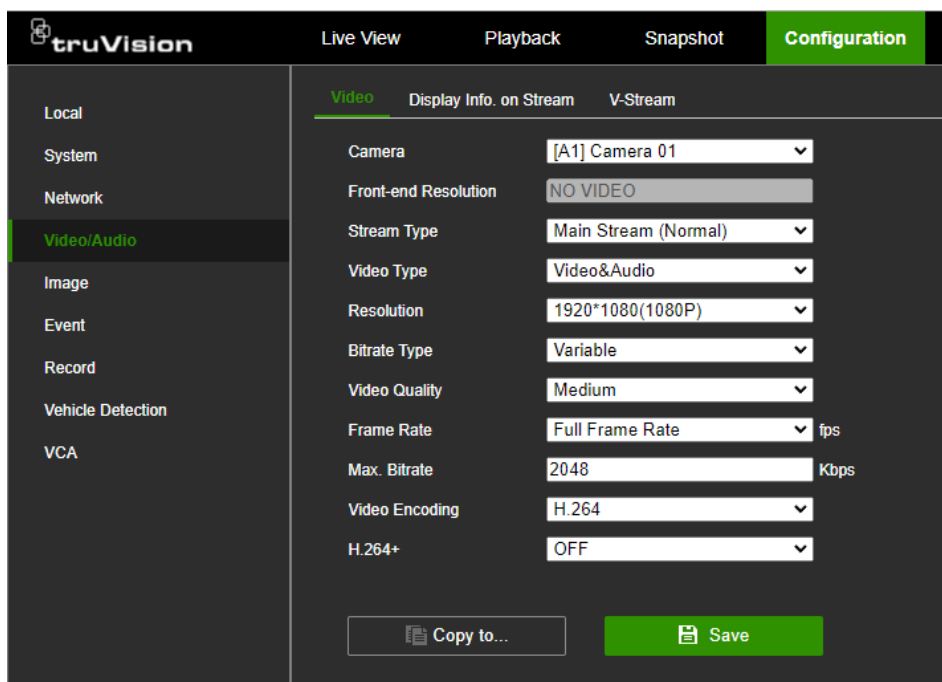 truVision Live View Playback Snapshot Configuration
Local
System
Network
Video/Audio
Image
Event
Record
Vehicle Detection
VCA
Video Display Info. on Stream V-Stream
Camera [A1] Camera 01
Front-end Resolution NO VIDEO
Stream Type Main Stream (Normal)
Video Type Video&Audio
Resolution 1920*1080(1080P)
Bitrate Type Variable
Video Quality Medium
Frame Rate Full Frame Rate fps
Max. Bitrate 2048 Kbps
Video Encoding H.264
H.264+ OFF
Copy to... Save